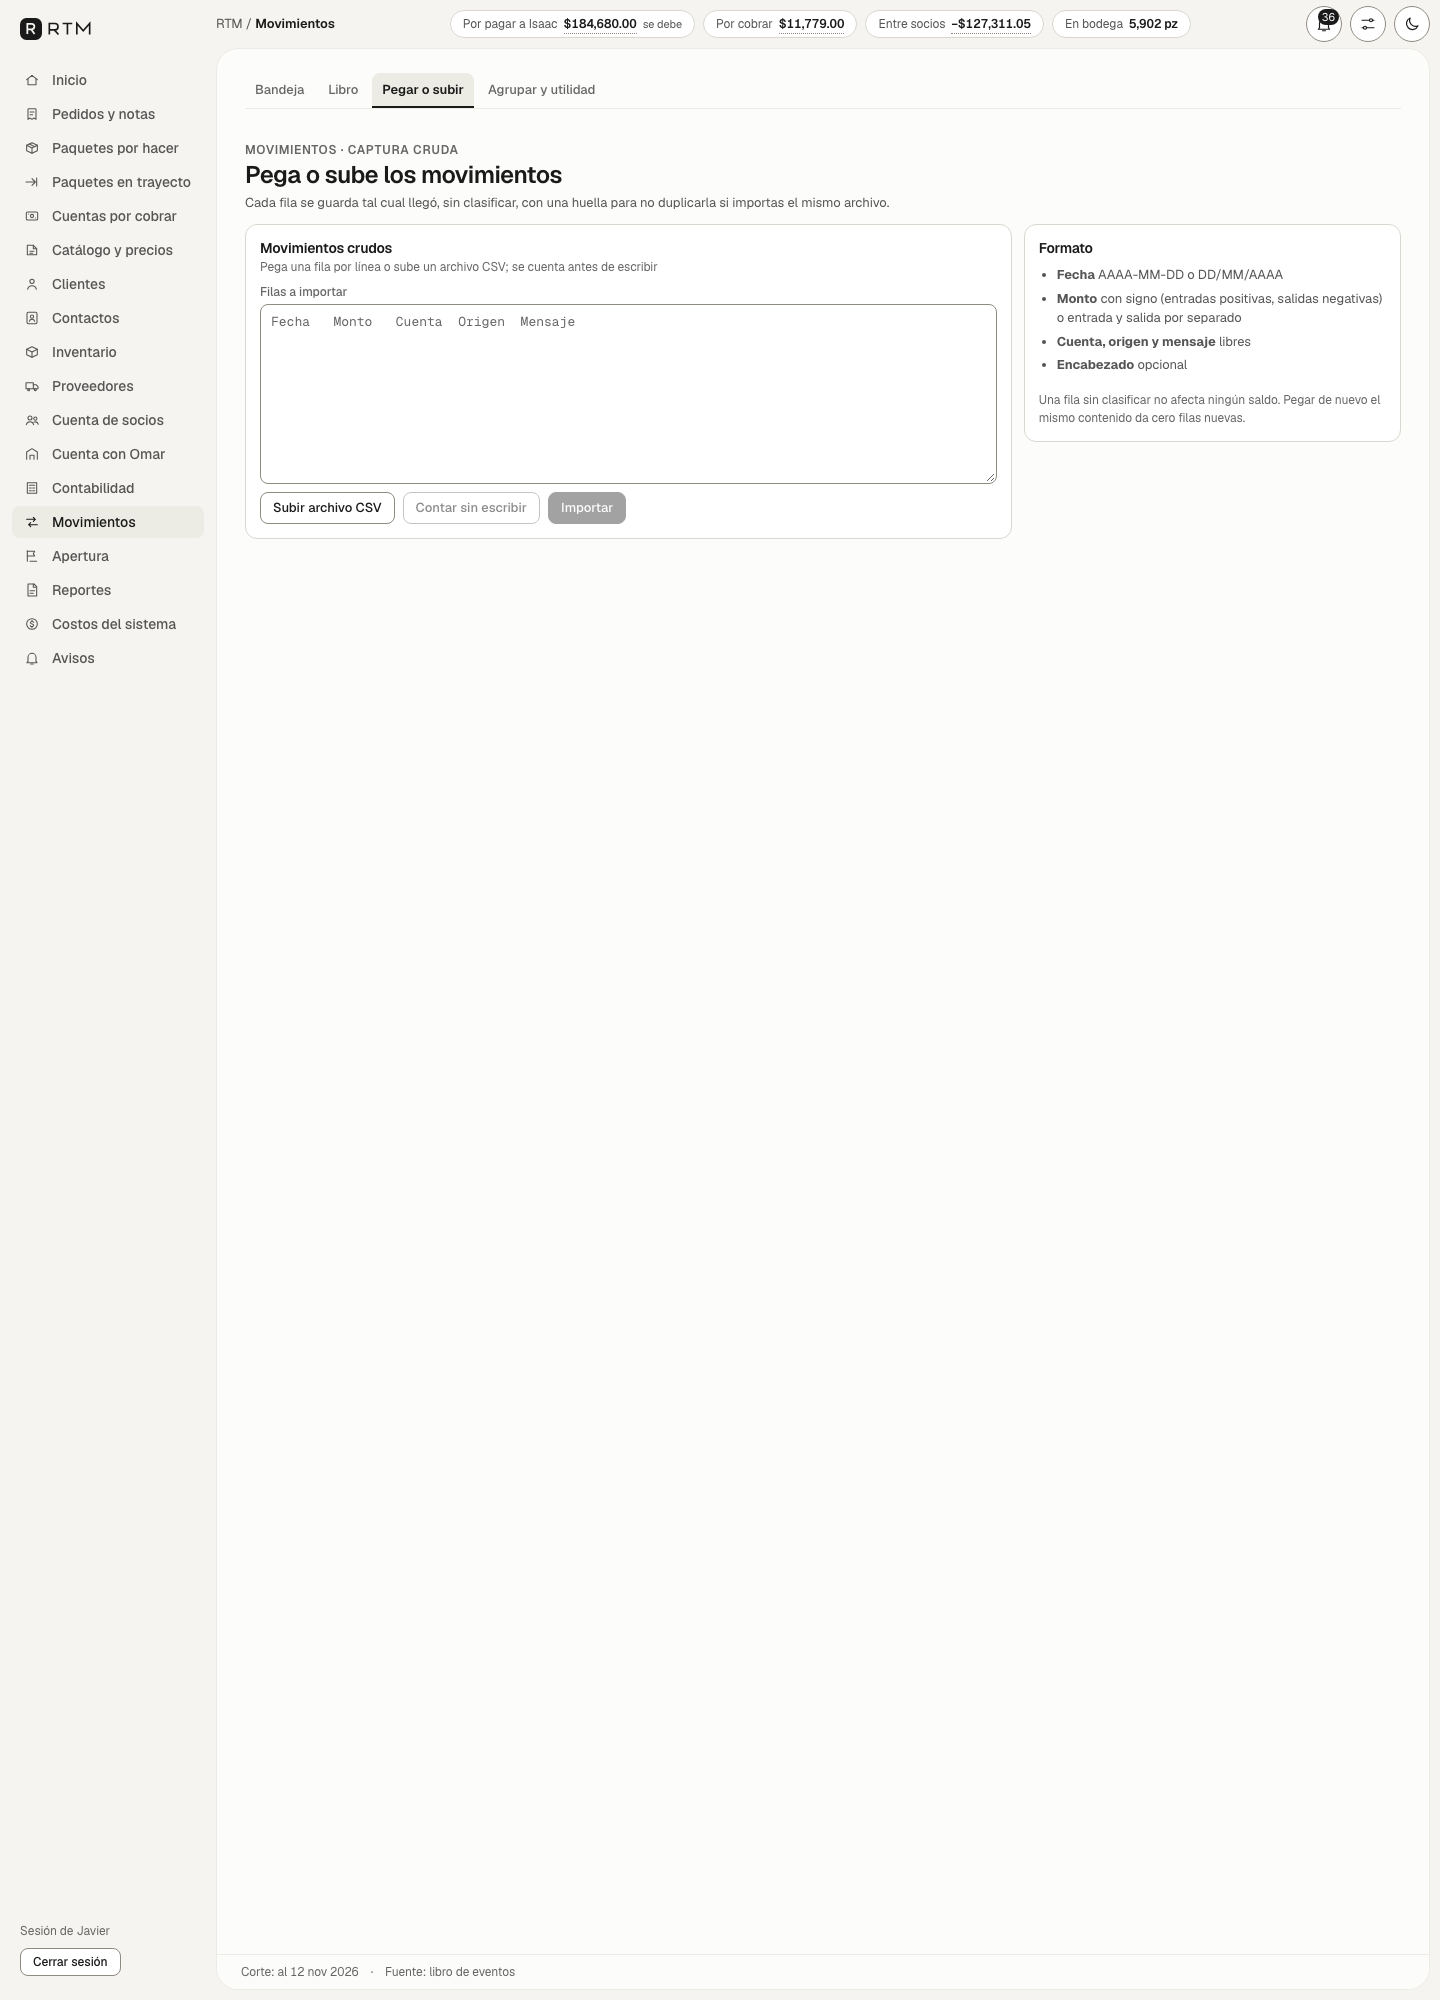 R RTM
RTM / Movimientos
Por pagar a Isaac $184,680.00 se debe
Por cobrar $11,779.00
Entre socios −$127,311.05
En bodega 5,902 pz
36
Inicio
Pedidos y notas
Paquetes por hacer
Paquetes en trayecto
Cuentas por cobrar
Catálogo y precios
Clientes
Contactos
Inventario
Proveedores
Cuenta de socios
Cuenta con Omar
Contabilidad
Movimientos
Apertura
Reportes
Costos del sistema
Avisos
Bandeja
Libro
Pegar o subir
Agrupar y utilidad
MOVIMIENTOS · CAPTURA CRUDA
Pega o sube los movimientos
Cada fila se guarda tal cual llegó, sin clasificar, con una huella para no duplicarla si importas el mismo archivo.
Movimientos crudos
Pega una fila por línea o sube un archivo CSV; se cuenta antes de escribir
Filas a importar
Fecha Monto Cuenta Origen Mensaje
Subir archivo CSV
Contar sin escribir
Importar
Formato
• Fecha AAAA-MM-DD o DD/MM/AAAA
• Monto con signo (entradas positivas, salidas negativas)
o entrada y salida por separado
• Cuenta, origen y mensaje libres
• Encabezado opcional
Una fila sin clasificar no afecta ningún saldo. Pegar de nuevo el
mismo contenido da cero filas nuevas.
Sesión de Javier
Cerrar sesión
Corte: al 12 nov 2026 · Fuente: libro de eventos